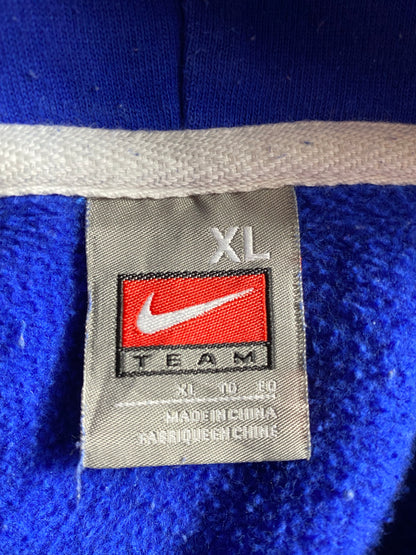 XL
TEAM
XL TG EG
MADE IN CHINA
FABRIQUE EN CHINE